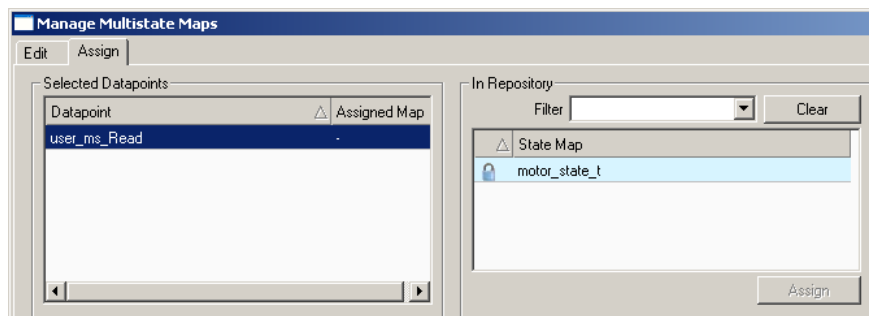 Manage Multistate Maps
Edit Assign
Selected Datapoints
Datapoint Assigned Map
user_ms_Read -
In Repository
Filter Clear
State Map
motor_state_t
Assign